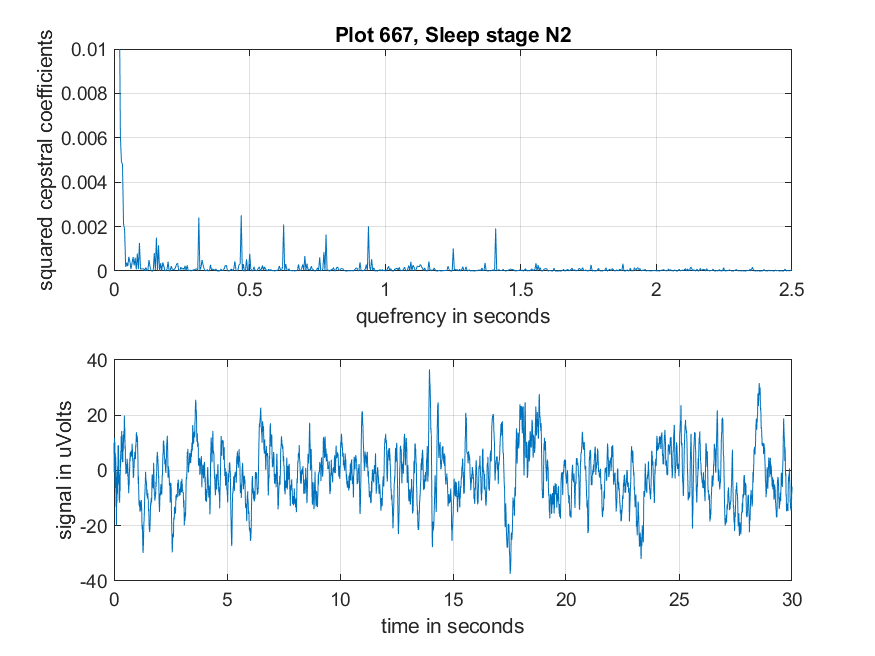 Plot 667, Sleep stage N2
squared cepstral coefficients
0.01
0.008
0.006
0.004
0.002
0
0 0.5 1 1.5 2 2.5
quefrency in seconds
signal in uVolts
40
20
0
-20
-40
0 5 10 15 20 25 30
time in seconds